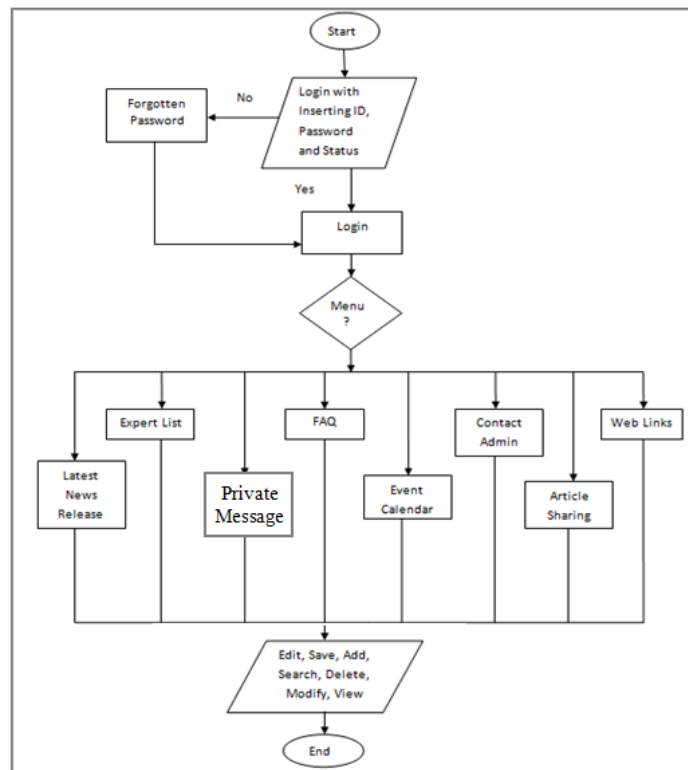 Start
Login with
Inserting ID,
Password
and Status
No
Forgotten
Password
Yes
Login
Menu
?
Expert List
FAQ
Contact
Admin
Web Links
Latest
News
Release
Private
Message
Event
Calendar
Article
Sharing
Edit, Save, Add,
Search, Delete,
Modify, View
End